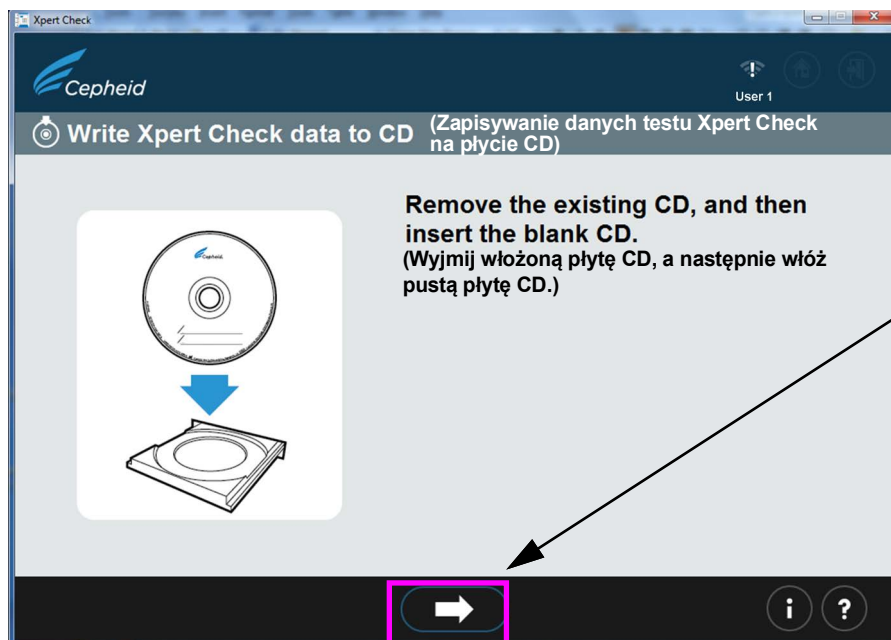 Xpert Check
Cepheid
User 1
Write Xpert Check data to CD
(Zapisywanie danych testu Xpert Check
na płycie CD)
Remove the existing CD, and then
insert the blank CD.
(Wyjmij włożoną płytę CD, a następnie włóż
pustą płytę CD.)
Cepheid
i
?